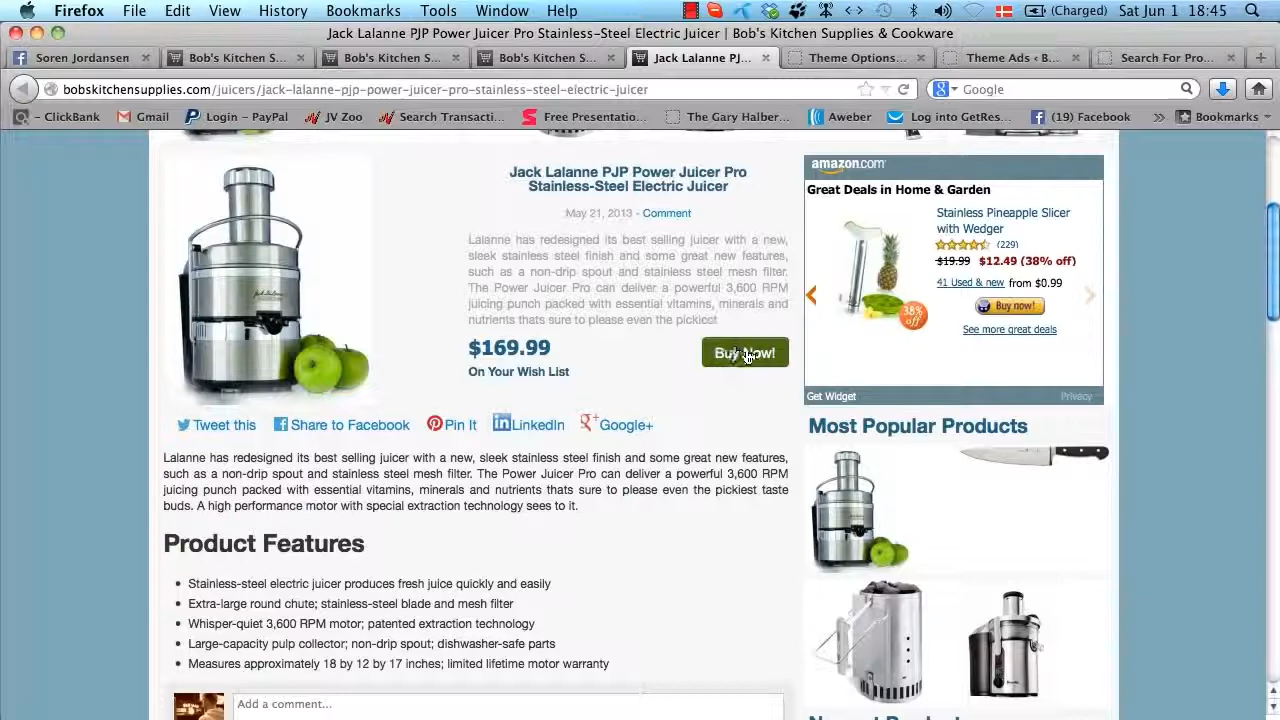 Firefox File Edit View History Bookmarks Tools Window Help (Charged) Sat Jun 1 18:45
Jack Lalanne PJP Power Juicer Pro Stainless-Steel Electric Juicer | Bob's Kitchen Supplies & Cookware
Soren Jordansen Bob's Kitchen S... Bob's Kitchen S... Bob's Kitchen S... Jack Lalanne PJ... Theme Options... Theme Ads ‹ B... Search For Pro...
bobskitchensupplies.com/juicers/jack-lalanne-pjp-power-juicer-pro-stainless-steel-electric-juicer Google
- ClickBank Gmail Login - PayPal JV Zoo Search Transacti... Free Presentatio... The Gary Halber... Aweber Log into GetRes... (19) Facebook » Bookmarks
Jack Lalanne PJP Power Juicer Pro
Stainless-Steel Electric Juicer
May 21, 2013 - Comment
Lalanne has redesigned its best selling juicer with a new,
sleek stainless steel finish and some great new features,
such as a non-drip spout and stainless steel mesh filter.
The Power Juicer Pro can deliver a powerful 3,600 RPM
juicing punch packed with essential vitamins, minerals and
nutrients thats sure to please even the pickiest
$169.99
Buy Now!
On Your Wish List
Tweet this Share to Facebook Pin It LinkedIn Google+
Lalanne has redesigned its best selling juicer with a new, sleek stainless steel finish and some great new features,
such as a non-drip spout and stainless steel mesh filter. The Power Juicer Pro can deliver a powerful 3,600 RPM
juicing punch packed with essential vitamins, minerals and nutrients thats sure to please even the pickiest taste
buds. A high performance motor with special extraction technology sees to it.
Product Features
Stainless-steel electric juicer produces fresh juice quickly and easily
Extra-large round chute; stainless-steel blade and mesh filter
Whisper-quiet 3,600 RPM motor; patented extraction technology
Large-capacity pulp collector; non-drip spout; dishwasher-safe parts
Measures approximately 18 by 12 by 17 inches; limited lifetime motor warranty
Add a comment...
amazon.com
Great Deals in Home & Garden
Stainless Pineapple Slicer
with Wedger
(229)
$19.99 $12.49 (38% off)
41 Used & new from $0.99
Buy now!
See more great deals
38%
off
Get Widget Privacy
Most Popular Products